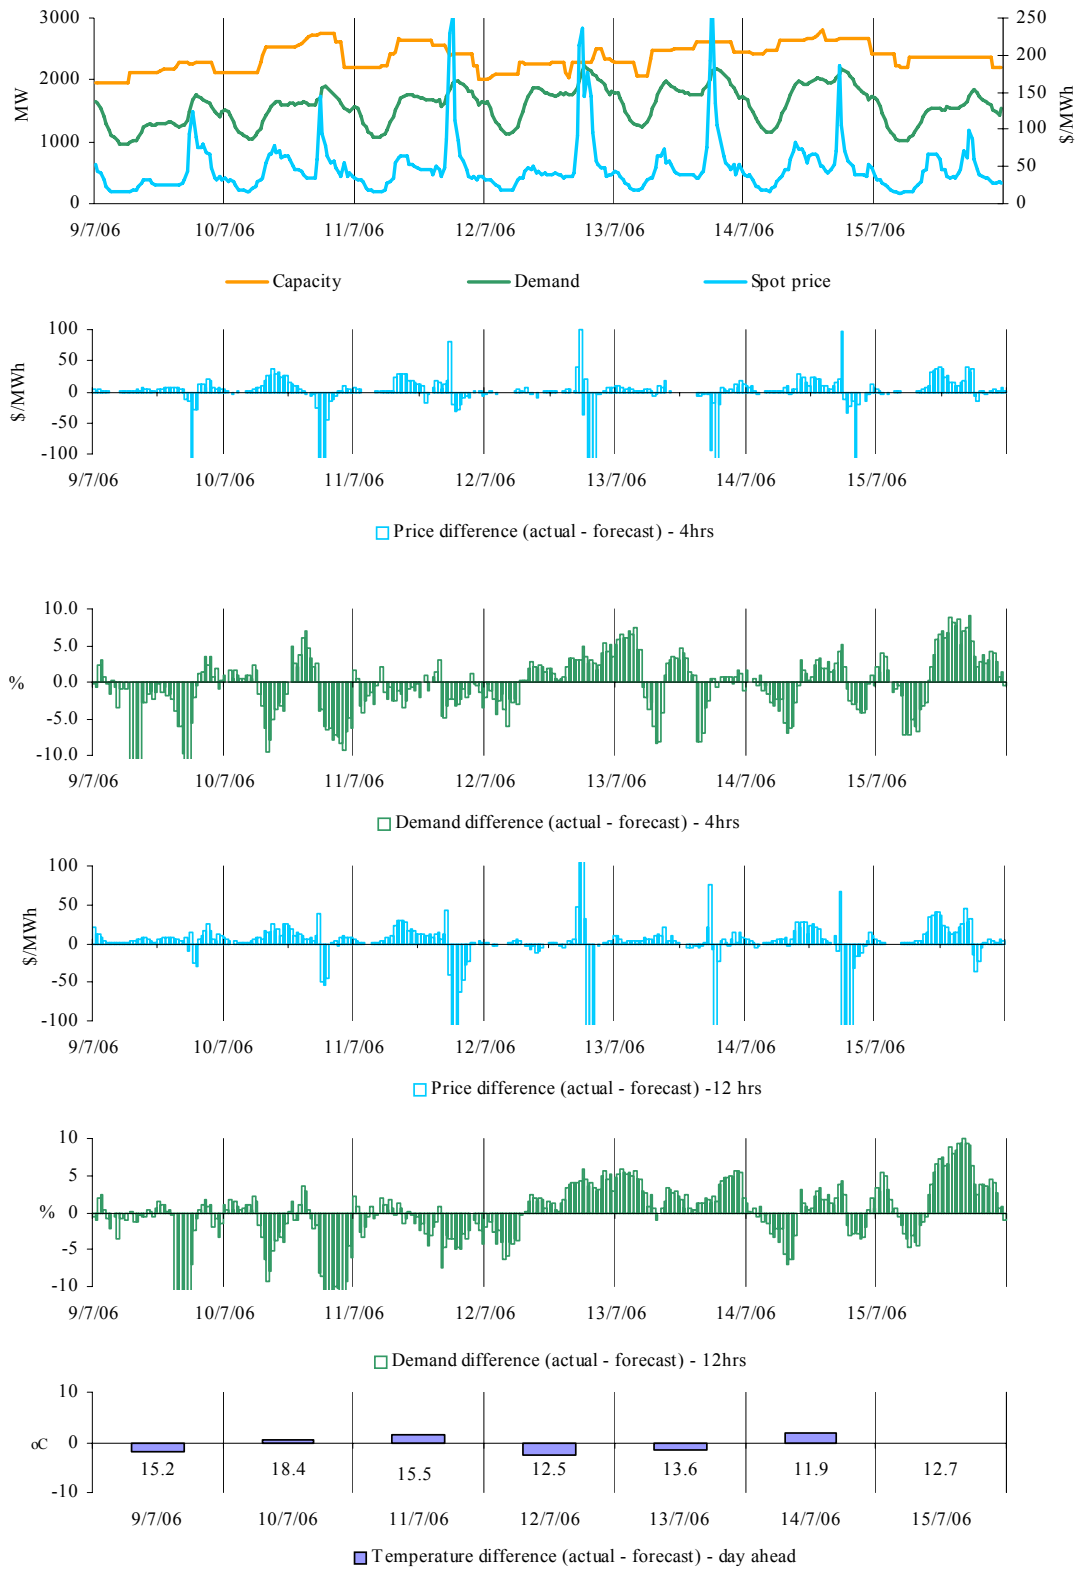 3000 250
2000 200
150
1000 100
50
0 0
MW
$/MWh
9/7/06 10/7/06 11/7/06 12/7/06 13/7/06 14/7/06 15/7/06
Capacity Demand Spot price
100
50
0
-50
-100
$/MWh
9/7/06 10/7/06 11/7/06 12/7/06 13/7/06 14/7/06 15/7/06
Price difference (actual - forecast) - 4hrs
10.0
5.0
0.0
-5.0
-10.0
%
9/7/06 10/7/06 11/7/06 12/7/06 13/7/06 14/7/06 15/7/06
Demand difference (actual - forecast) - 4hrs
100
50
0
-50
-100
$/MWh
9/7/06 10/7/06 11/7/06 12/7/06 13/7/06 14/7/06 15/7/06
Price difference (actual - forecast) -12 hrs
10
5
0
-5
-10
%
9/7/06 10/7/06 11/7/06 12/7/06 13/7/06 14/7/06 15/7/06
Demand difference (actual - forecast) - 12hrs
10
0
-10
oC
15.2 18.4 15.5 12.5 13.6 11.9 12.7
9/7/06 10/7/06 11/7/06 12/7/06 13/7/06 14/7/06 15/7/06
Temperature difference (actual - forecast) - day ahead